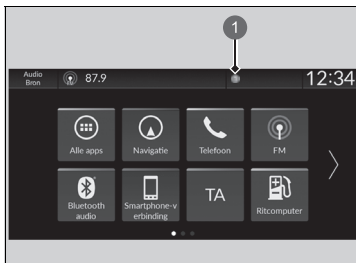 1
Audio
Bron
87.9
12:34
Alle apps
Navigatie
Telefoon
FM
Bluetooth
audio
Smartphone-v
erbinding
TA
Ritcomputer